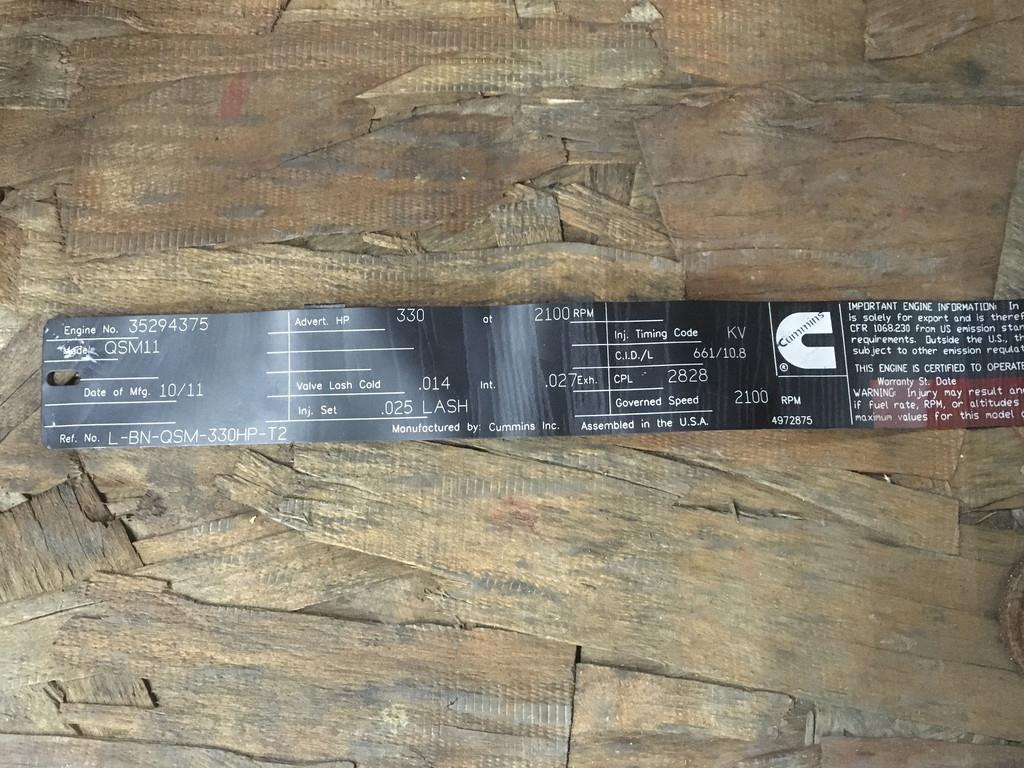 Engine No. 35294375
Model QSM11
Date of Mfg. 10/11
Ref. No. L-BN-QSM-330HP-T2
Advert. HP 330 at 2100 RPM
Valve Lash Cold .014 Int. .027 Exh.
Inj. Set .025 LASH
Manufactured by: Cummins Inc. Assembled in the U.S.A.
Inj. Timing Code KV
C.I.D./L 661/10.8
CPL 2828
Governed Speed 2100 RPM
Cummins
®
4972875
IMPORTANT ENGINE INFORMATION: In
is solely for export and is theref
CFR 1068.230 from US emission stan
requirements. Outside the U.S., th
subject to other emission regulat
THIS ENGINE IS CERTIFIED TO OPERATE
Warranty St. Date
WARNING: Injury may result an
if fuel rate, RPM, or altitudes
maximum values for this model